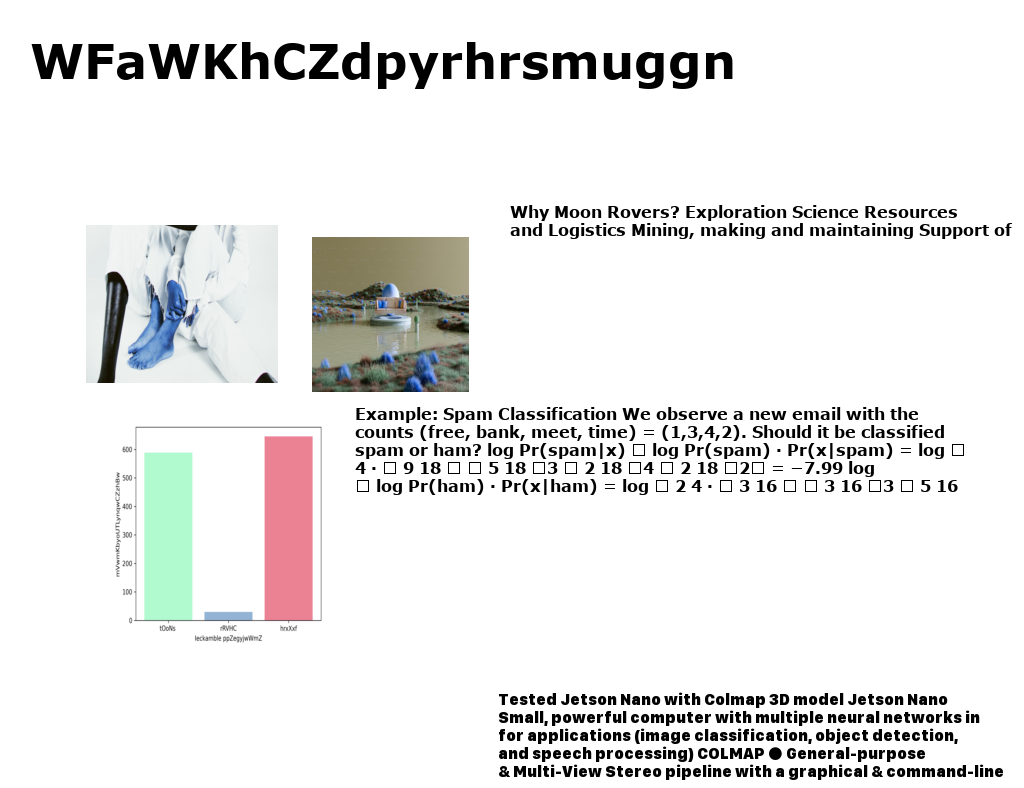 WFaWKhCZdpyrhrsmuggn
Why Moon Rovers? Exploration Science Resources
and Logistics Mining, making and maintaining Support of
Example: Spam Classification We observe a new email with the
counts (free, bank, meet, time) = (1,3,4,2). Should it be classified
spam or ham? log Pr(spam|x) □ log Pr(spam) · Pr(x|spam) = log □
4 · □ 9 18 □ □ 5 18 □3 □ 2 18 □4 □ 2 18 □2□ = −7.99 log
□ log Pr(ham) · Pr(x|ham) = log □ 2 4 · □ 3 16 □ □ 3 16 □3 □ 5 16
600
500
400
300
200
100
0
tOoNs rRVHC hrxXxf
leckamble ppZegyjwWmZ
Tested Jetson Nano with Colmap 3D model Jetson Nano
Small, powerful computer with multiple neural networks in
for applications (image classification, object detection,
and speech processing) COLMAP ● General-purpose
& Multi-View Stereo pipeline with a graphical & command-line